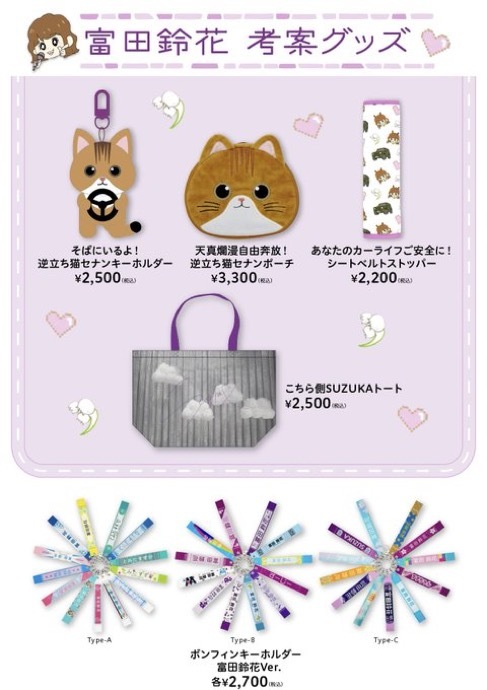 富田鈴花 考案グッズ
そばにいるよ！
逆立ち猫セナンキーホルダー
¥2,500(税込)
天真爛漫自由奔放！
逆立ち猫セナンポーチ
¥3,300(税込)
あなたのカーライフご安全に！
シートベルトストッパー
¥2,200(税込)
こちら側SUZUKAトート
¥2,500(税込)
Type-A
Type-B
Type-C
ボンフィンキーホルダー
富田鈴花Ver.
各¥2,700(税込)